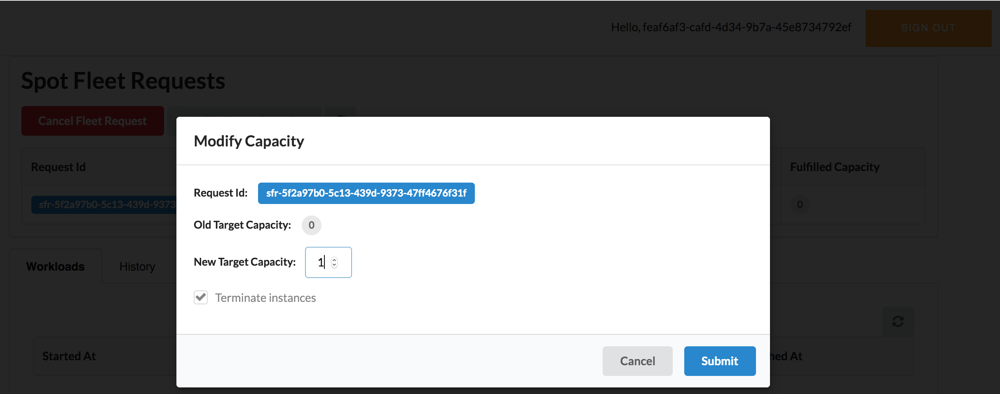 Hello, feaf6af3-cafd-4d34-9b7a-45e8734792ef
SIGN OUT
Spot Fleet Requests
Cancel Fleet Request
Modify Capacity
Request Id
Fulfilled Capacity
Request Id: sfr-5f2a97b0-5c13-439d-9373-47ff4676f31f
sfr-5f2a97b0-5c13-439d-9373
0
Old Target Capacity: 0
New Target Capacity: 1
Workloads
History
Terminate instances
Started At
hed At
Cancel
Submit